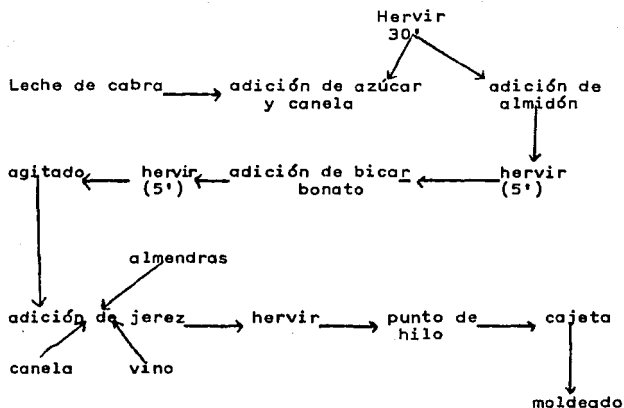 Hervir
30'
Leche de cabra adición de azúcar adición de
y canela almidón
agitado hervir adición de bicar hervir
(5') bonato (5')
almendras
adición de jerez hervir punto de cajeta
hilo
canela vino
moldeado